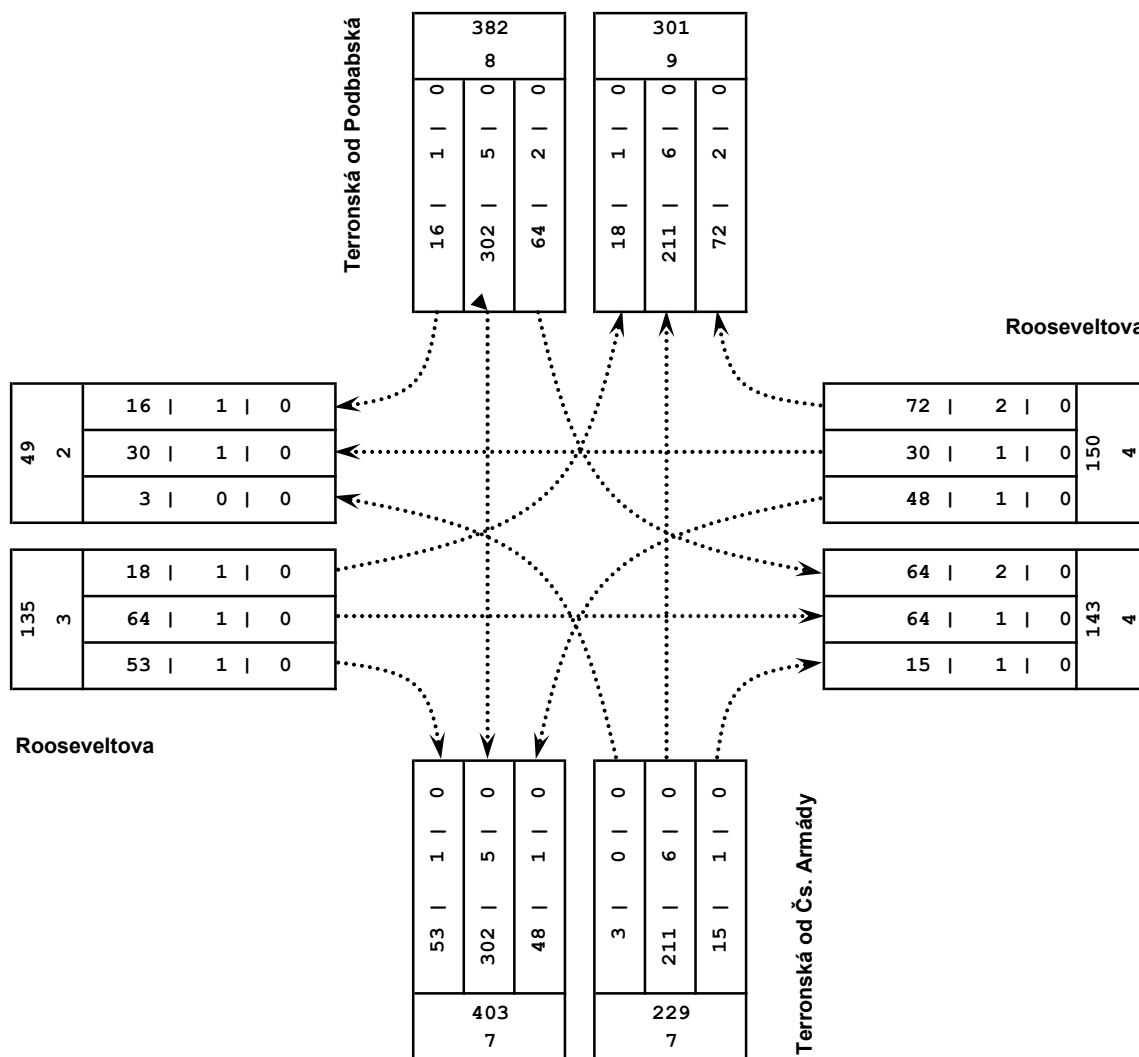 382
8
301
9
Terronská od Podbabská
16 | 1 | 0
302 | 5 | 0
64 | 2 | 0
18 | 1 | 0
211 | 6 | 0
72 | 2 | 0
Rooseveltova
49
2
16 | 1 | 0
30 | 1 | 0
3 | 0 | 0
72 | 2 | 0
30 | 1 | 0
48 | 1 | 0
150
4
135
3
18 | 1 | 0
64 | 1 | 0
53 | 1 | 0
64 | 2 | 0
64 | 1 | 0
15 | 1 | 0
143
4
Rooseveltova
53 | 1 | 0
302 | 5 | 0
48 | 1 | 0
3 | 0 | 0
211 | 6 | 0
15 | 1 | 0
Terronská od Čs. Armády
403
7
229
7